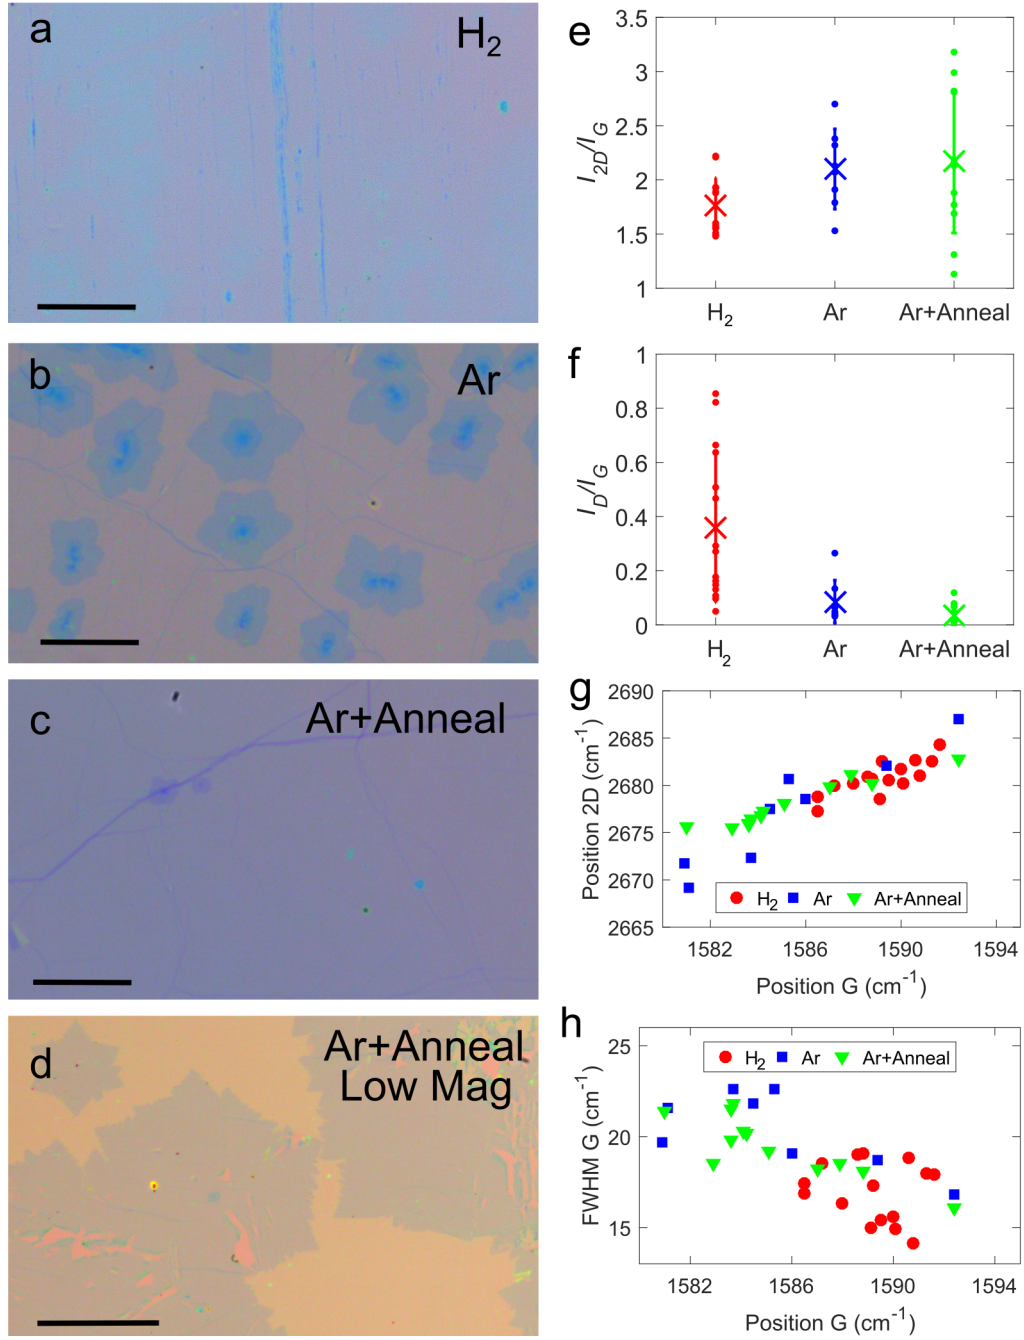 a
H2
b
Ar
c
Ar+Anneal
d
Ar+Anneal
Low Mag
e
3.5
3
2.5
2
1.5
1
I2D/IG
H2 Ar Ar+Anneal
f
1
0.8
0.6
0.4
0.2
0
ID/IG
H2 Ar Ar+Anneal
g
2690
2685
2680
2675
2670
2665
Position 2D (cm-1)
H2 Ar Ar+Anneal
1582 1586 1590 1594
Position G (cm-1)
h
25
20
15
FWHM G (cm-1)
H2 Ar Ar+Anneal
1582 1586 1590 1594
Position G (cm-1)